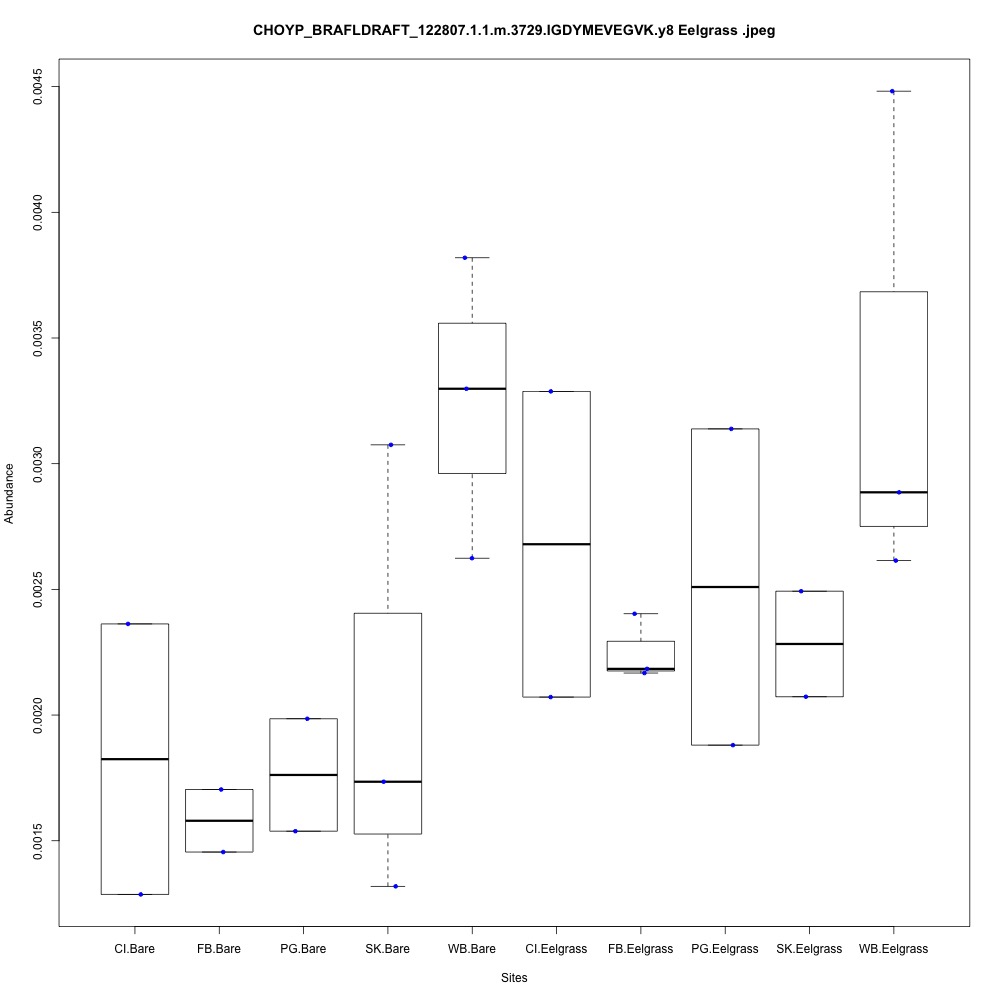 CHOYP_BRAFLDRAFT_122807.1.1.m.3729.IGDYMEVEGVK.y8 Eelgrass .jpeg
0.0045
0.0040
0.0035
0.0030
0.0025
0.0020
0.0015
Abundance
CI.Bare FB.Bare PG.Bare SK.Bare WB.Bare CI.Eelgrass FB.Eelgrass PG.Eelgrass SK.Eelgrass WB.Eelgrass
Sites